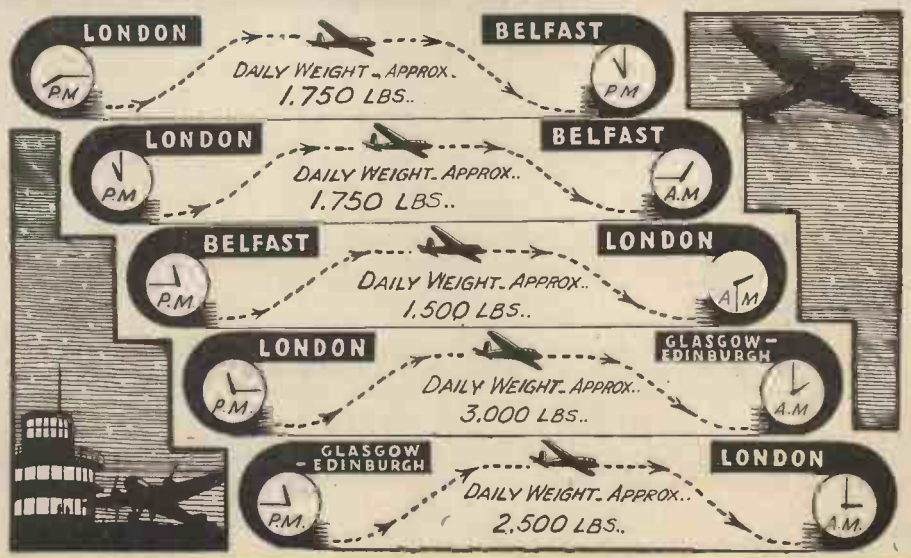 LONDON
BELFAST
P.M
DAILY WEIGHT - APPROX.
1.750 LBS..
P M
LONDON
BELFAST
P.M
DAILY WEIGHT. APPROX..
1.750 LBS..
A.M
BELFAST
LONDON
P.M.
DAILY WEIGHT. APPROX..
1.500 LBS..
A M
LONDON
GLASGOW-
EDINBURGH
P.M.
DAILY WEIGHT. APPROX..
3.000 LBS..
A.M
GLASGOW
- EDINBURGH
LONDON
P.M.
DAILY WEIGHT. APPROX..
2.500 LBS..
A.M.